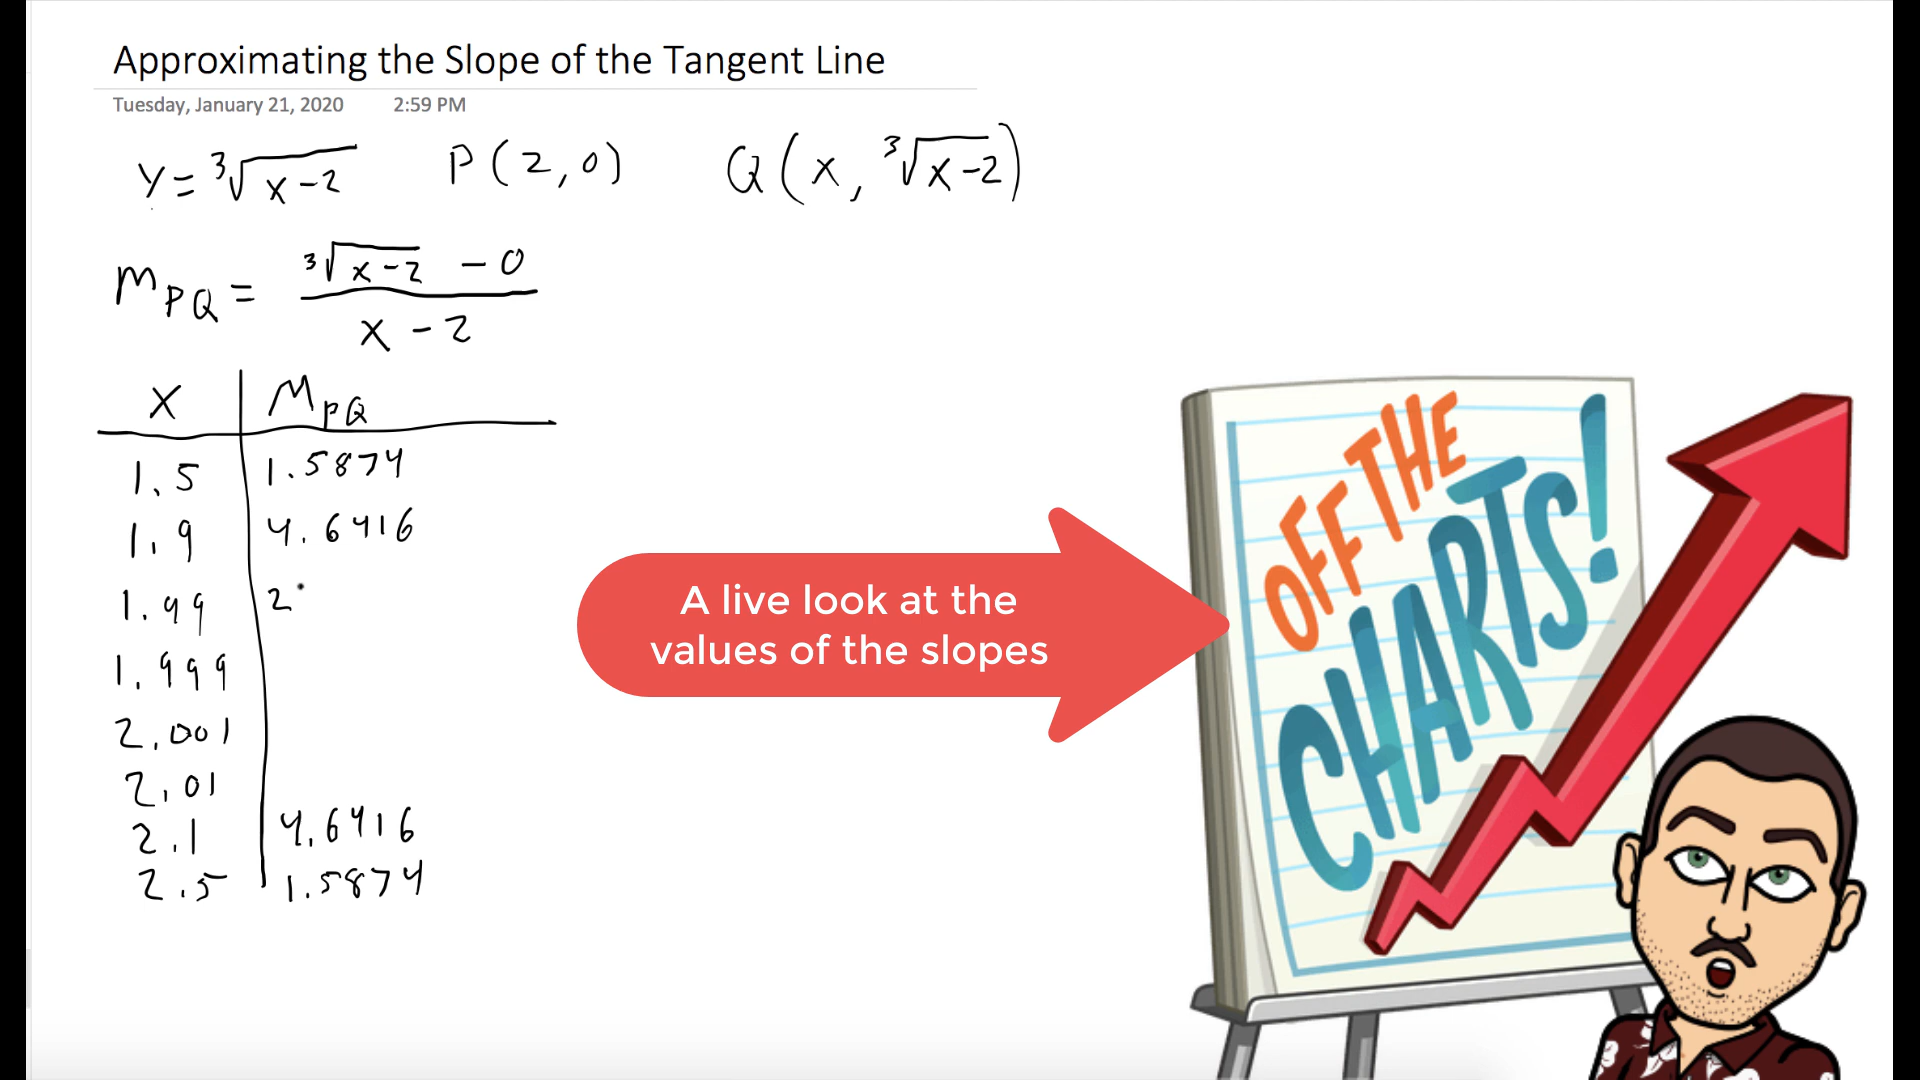 Approximating the Slope of the Tangent Line
Tuesday, January 21, 2020 2:59 PM
Y = ∛(x-2) P(2,0) Q(x, ∛(x-2))
M_PQ = (∛(x-2) - 0)/(x-2)
X M_PQ
1.5 1.5874
1.9 4.6416
1.99 2.
1.999
2.001
2.01
2.1 4.6416
2.5 1.5874
A live look at the
values of the slopes
OFF THE
CHARTS!